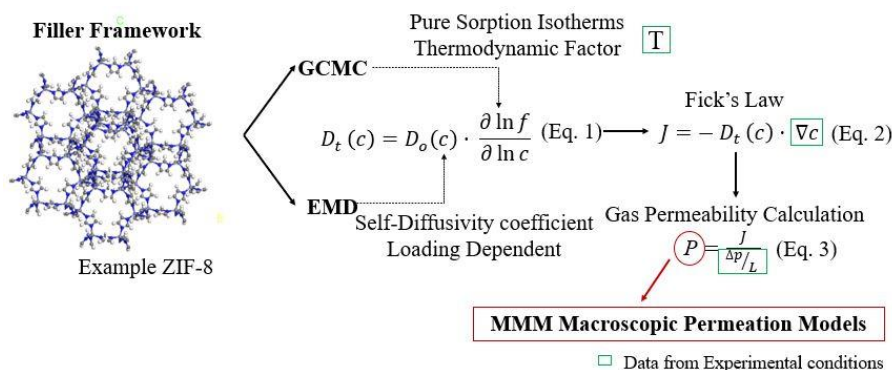 c
Filler Framework
Example ZIF-8
Pure Sorption Isotherms
Thermodynamic Factor T
GCMC
D_t (c) = D_o(c) · ∂ ln f / ∂ ln c (Eq. 1)
EMD
Self-Diffusivity coefficient
Loading Dependent
Fick's Law
J = − D_t (c) · ∇c (Eq. 2)
Gas Permeability Calculation
P = J / Δp/L (Eq. 3)
MMM Macroscopic Permeation Models
Data from Experimental conditions